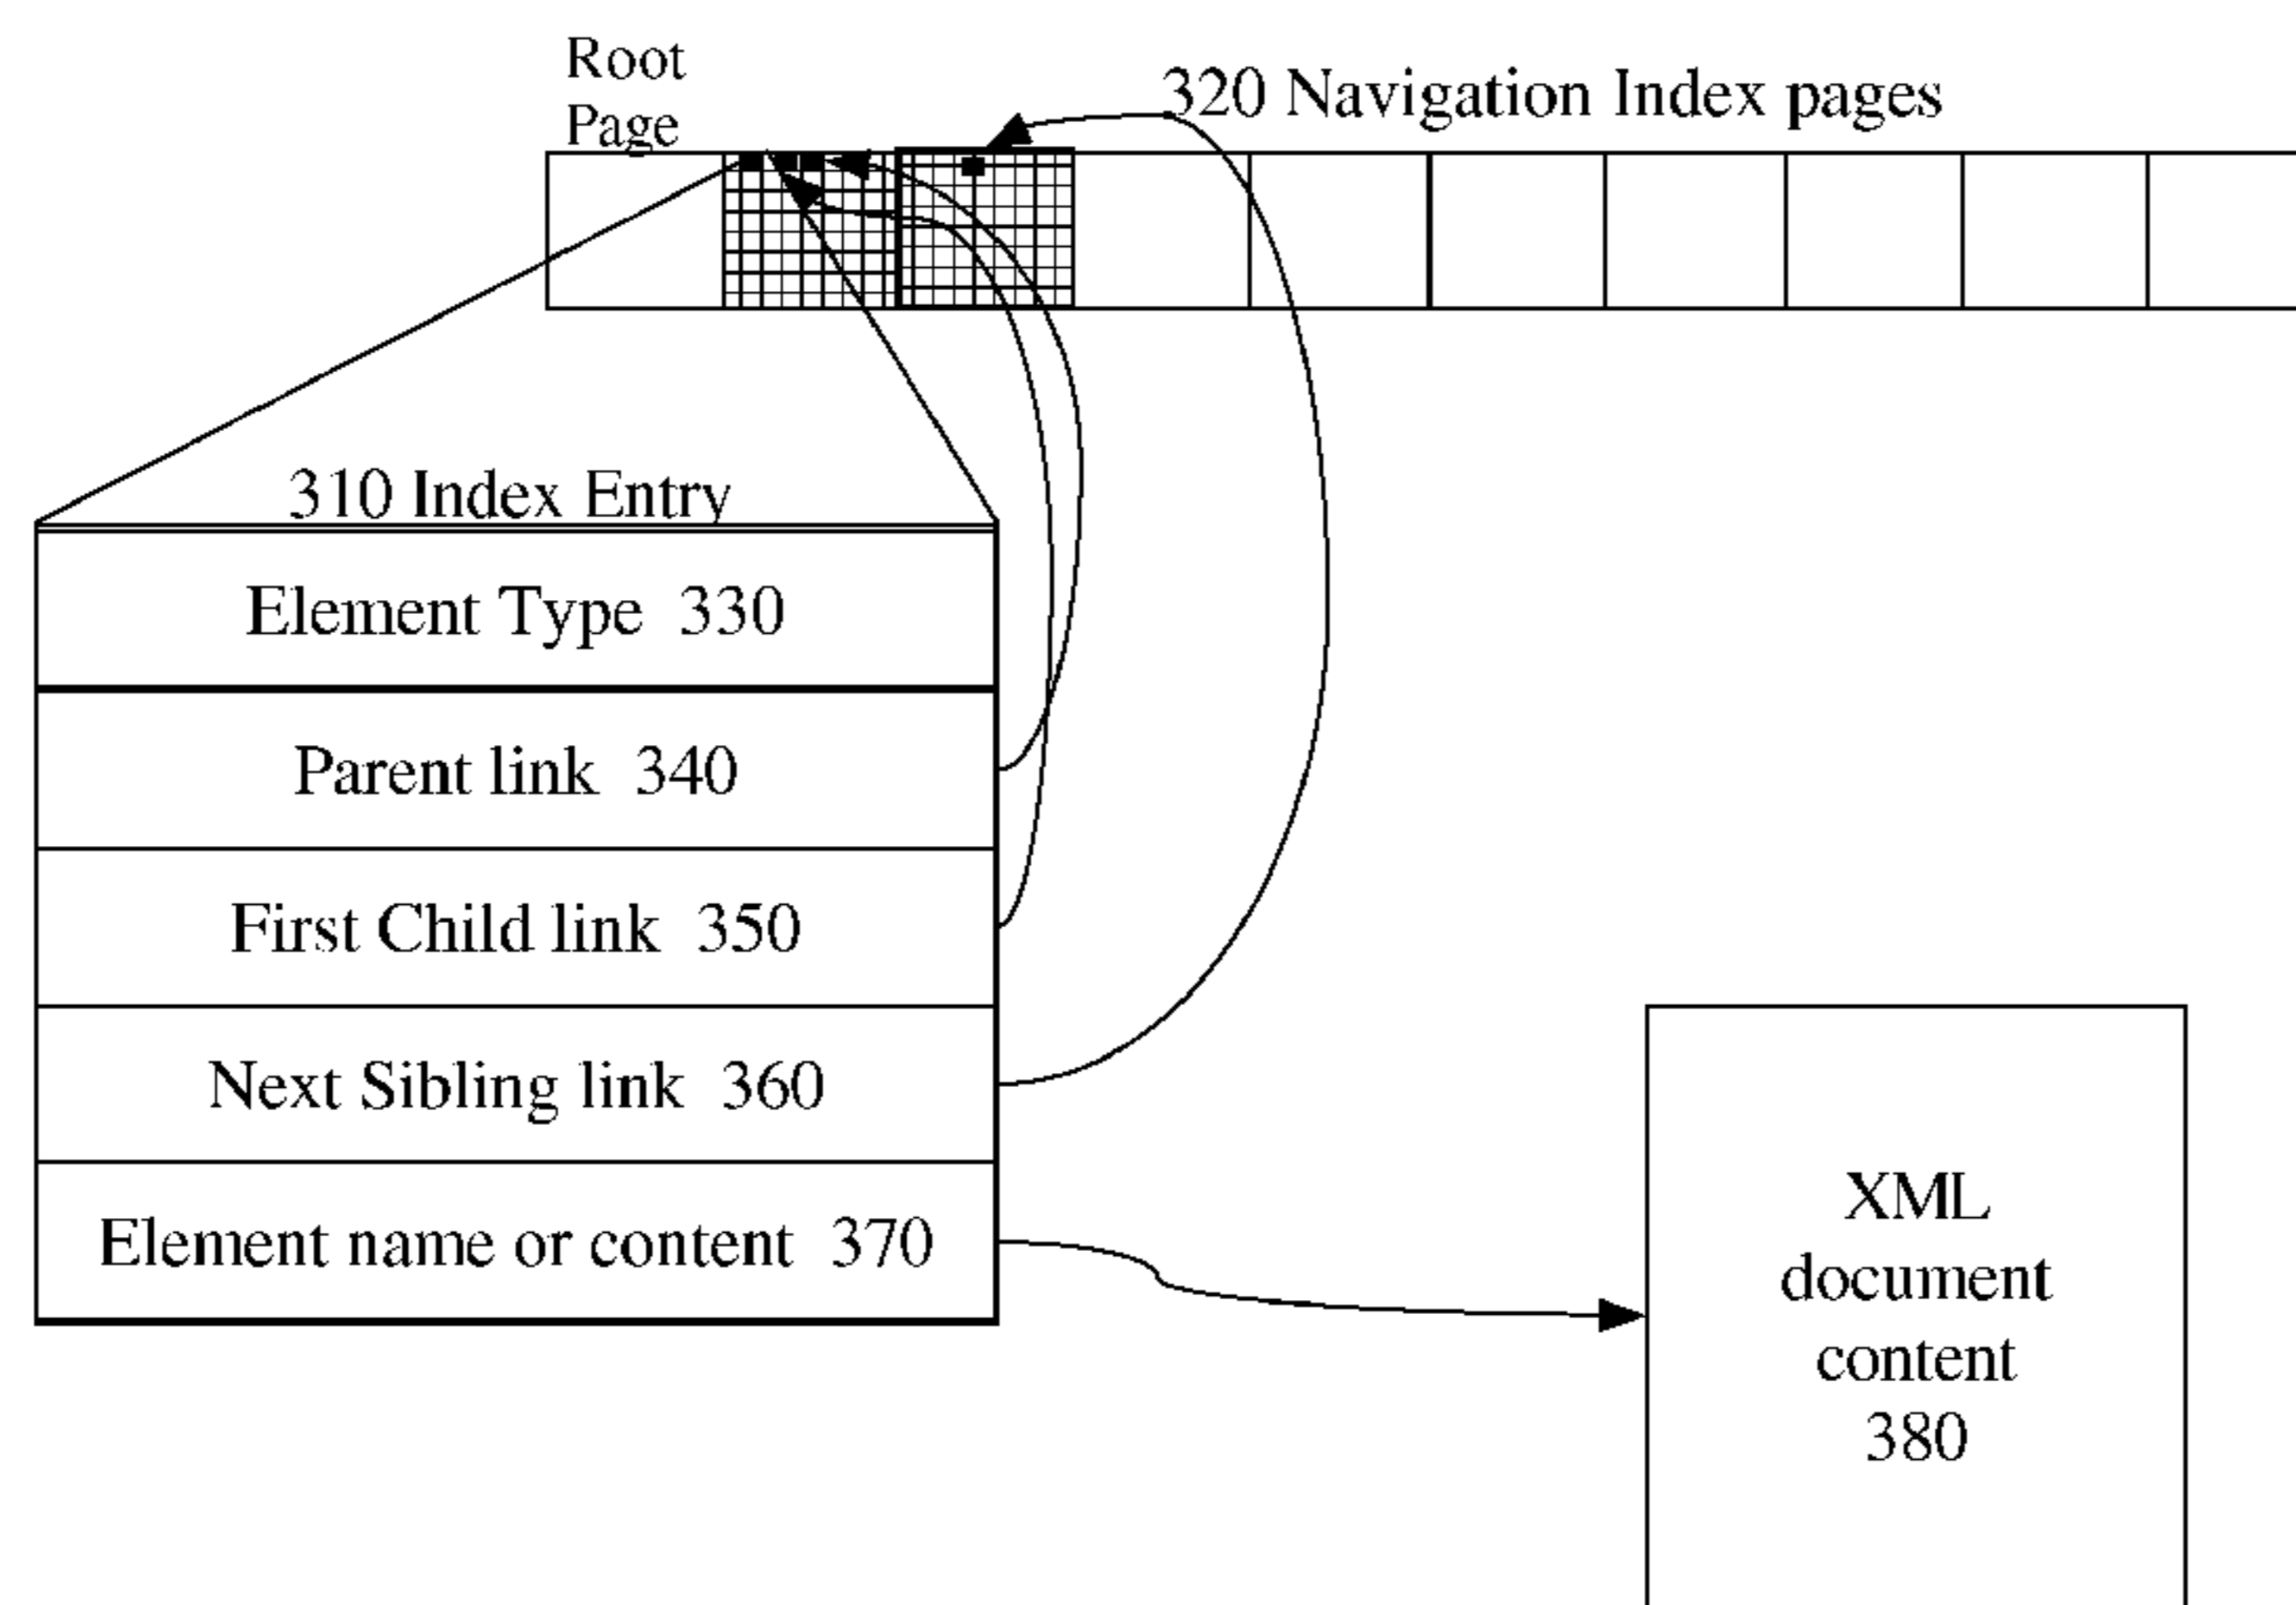 Root
Page
320 Navigation Index pages
310 Index Entry
Element Type 330
Parent link 340
First Child link 350
Next Sibling link 360
Element name or content 370
XML
document
content
380